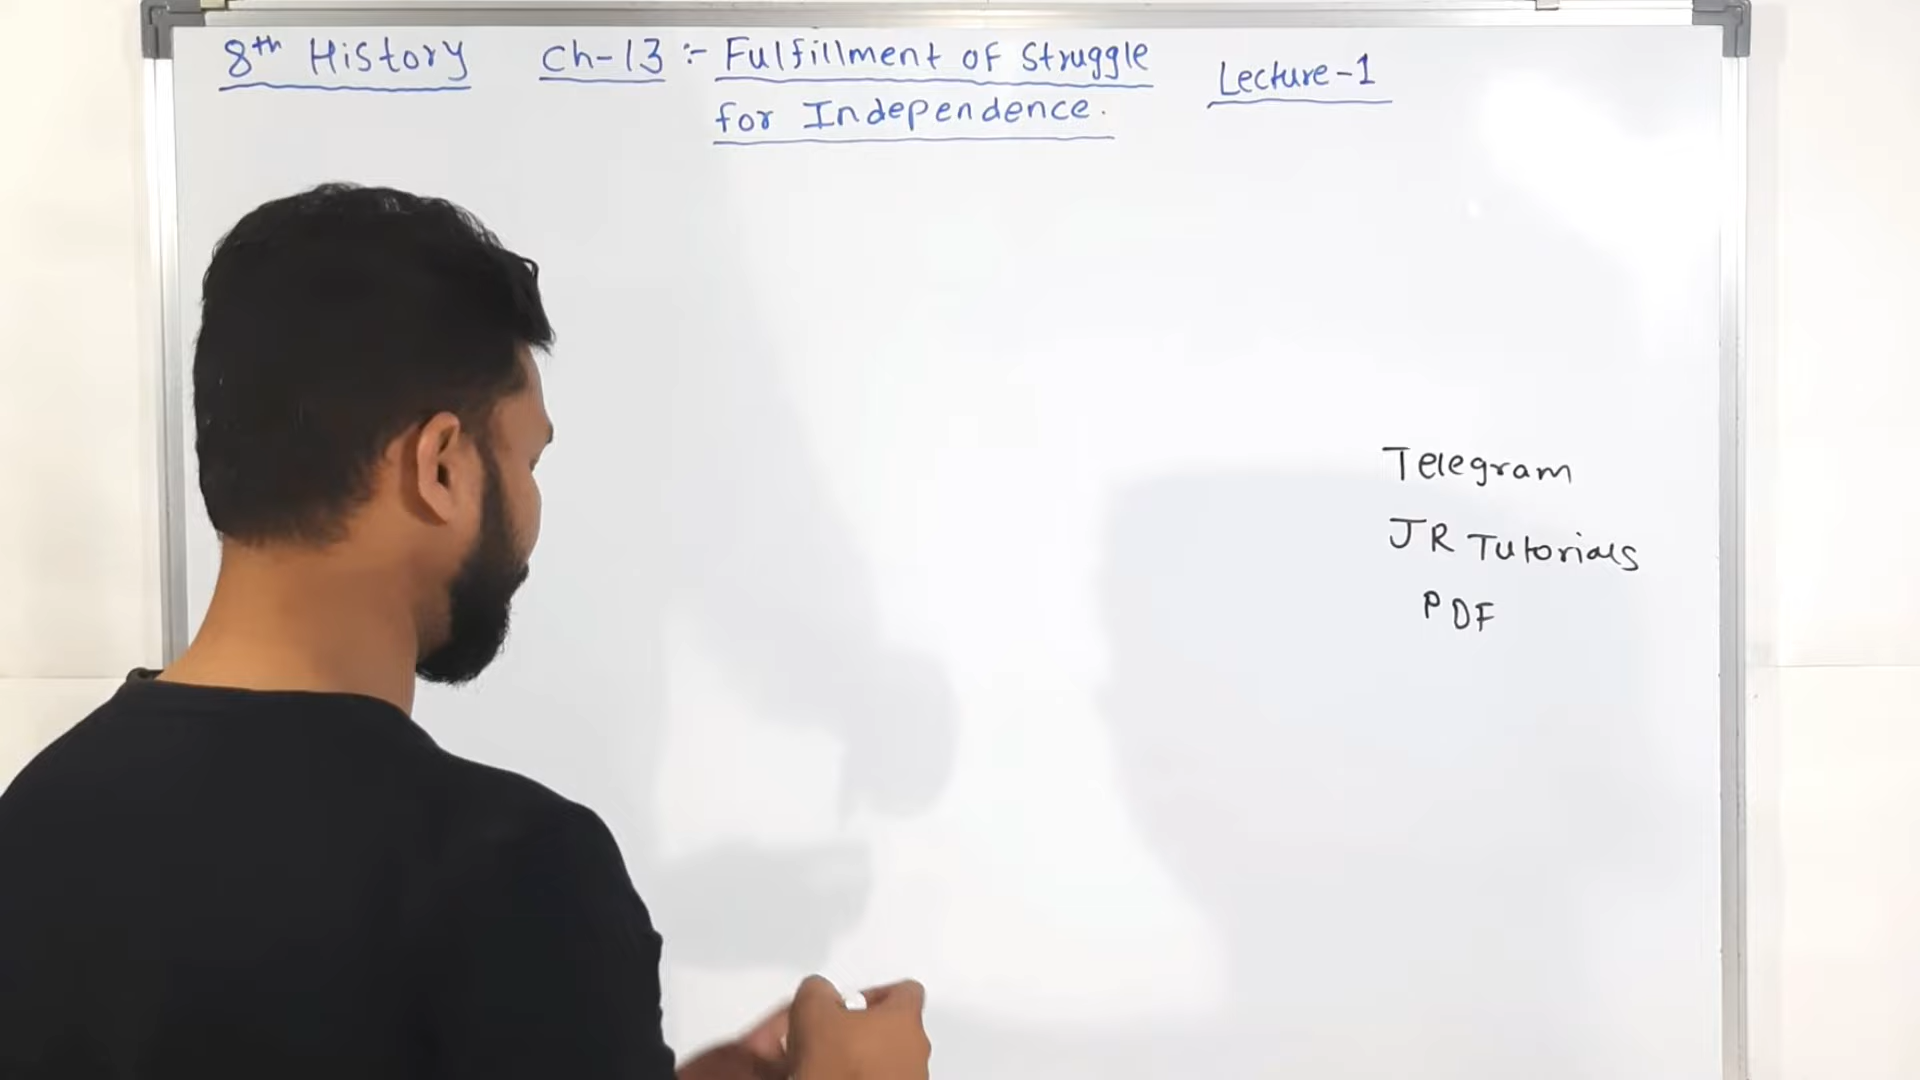 8th History Ch-13 :- Fulfillment of Struggle
for Independence.
Lecture-1
Telegram
JR Tutorials
PDF